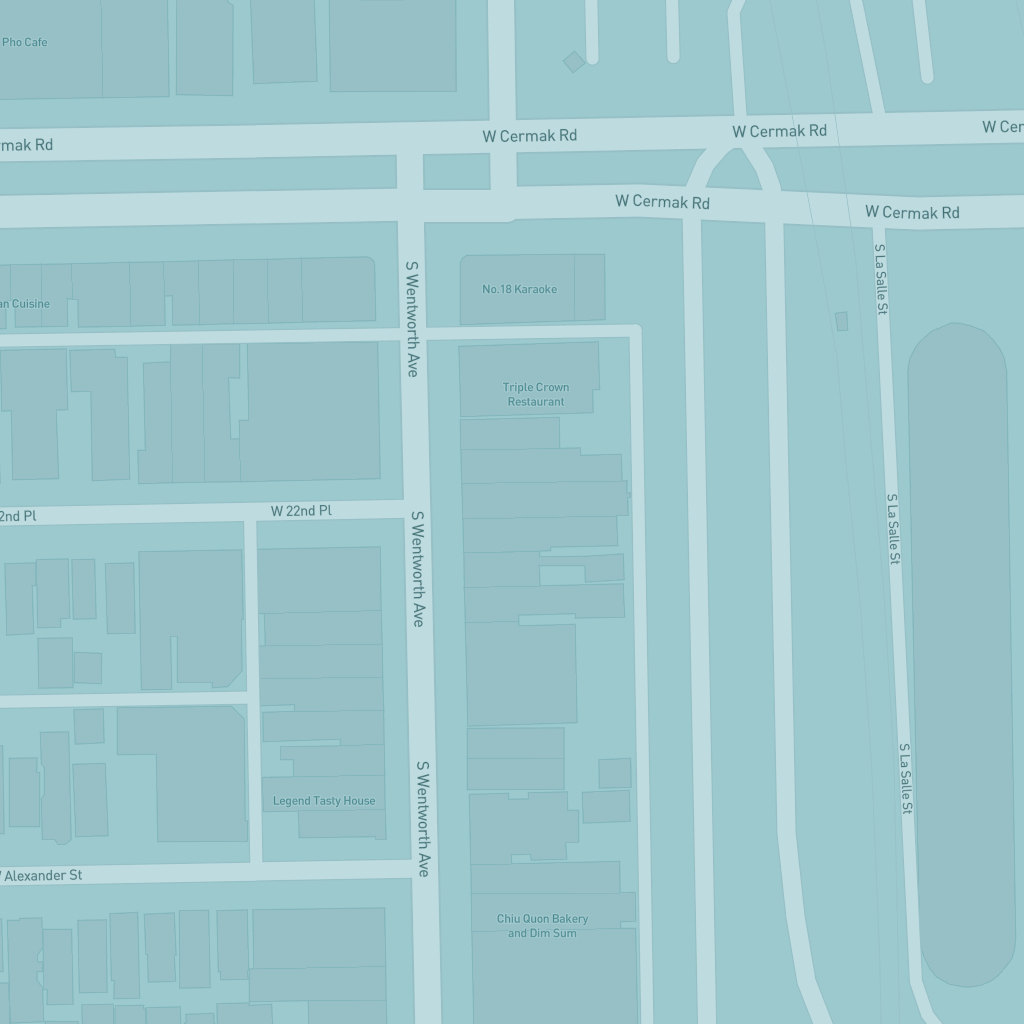 Pho Cafe
W Cermak Rd
W Cermak Rd
W Cer
rmak Rd
W Cermak Rd
W Cermak Rd
S La Salle St
S Wentworth Ave
No.18 Karaoke
an Cuisine
Triple Crown
Restaurant
W 22nd Pl
2nd Pl
S Wentworth Ave
S La Salle St
S La Salle St
S Wentworth Ave
Legend Tasty House
W Alexander St
Chiu Quon Bakery
and Dim Sum